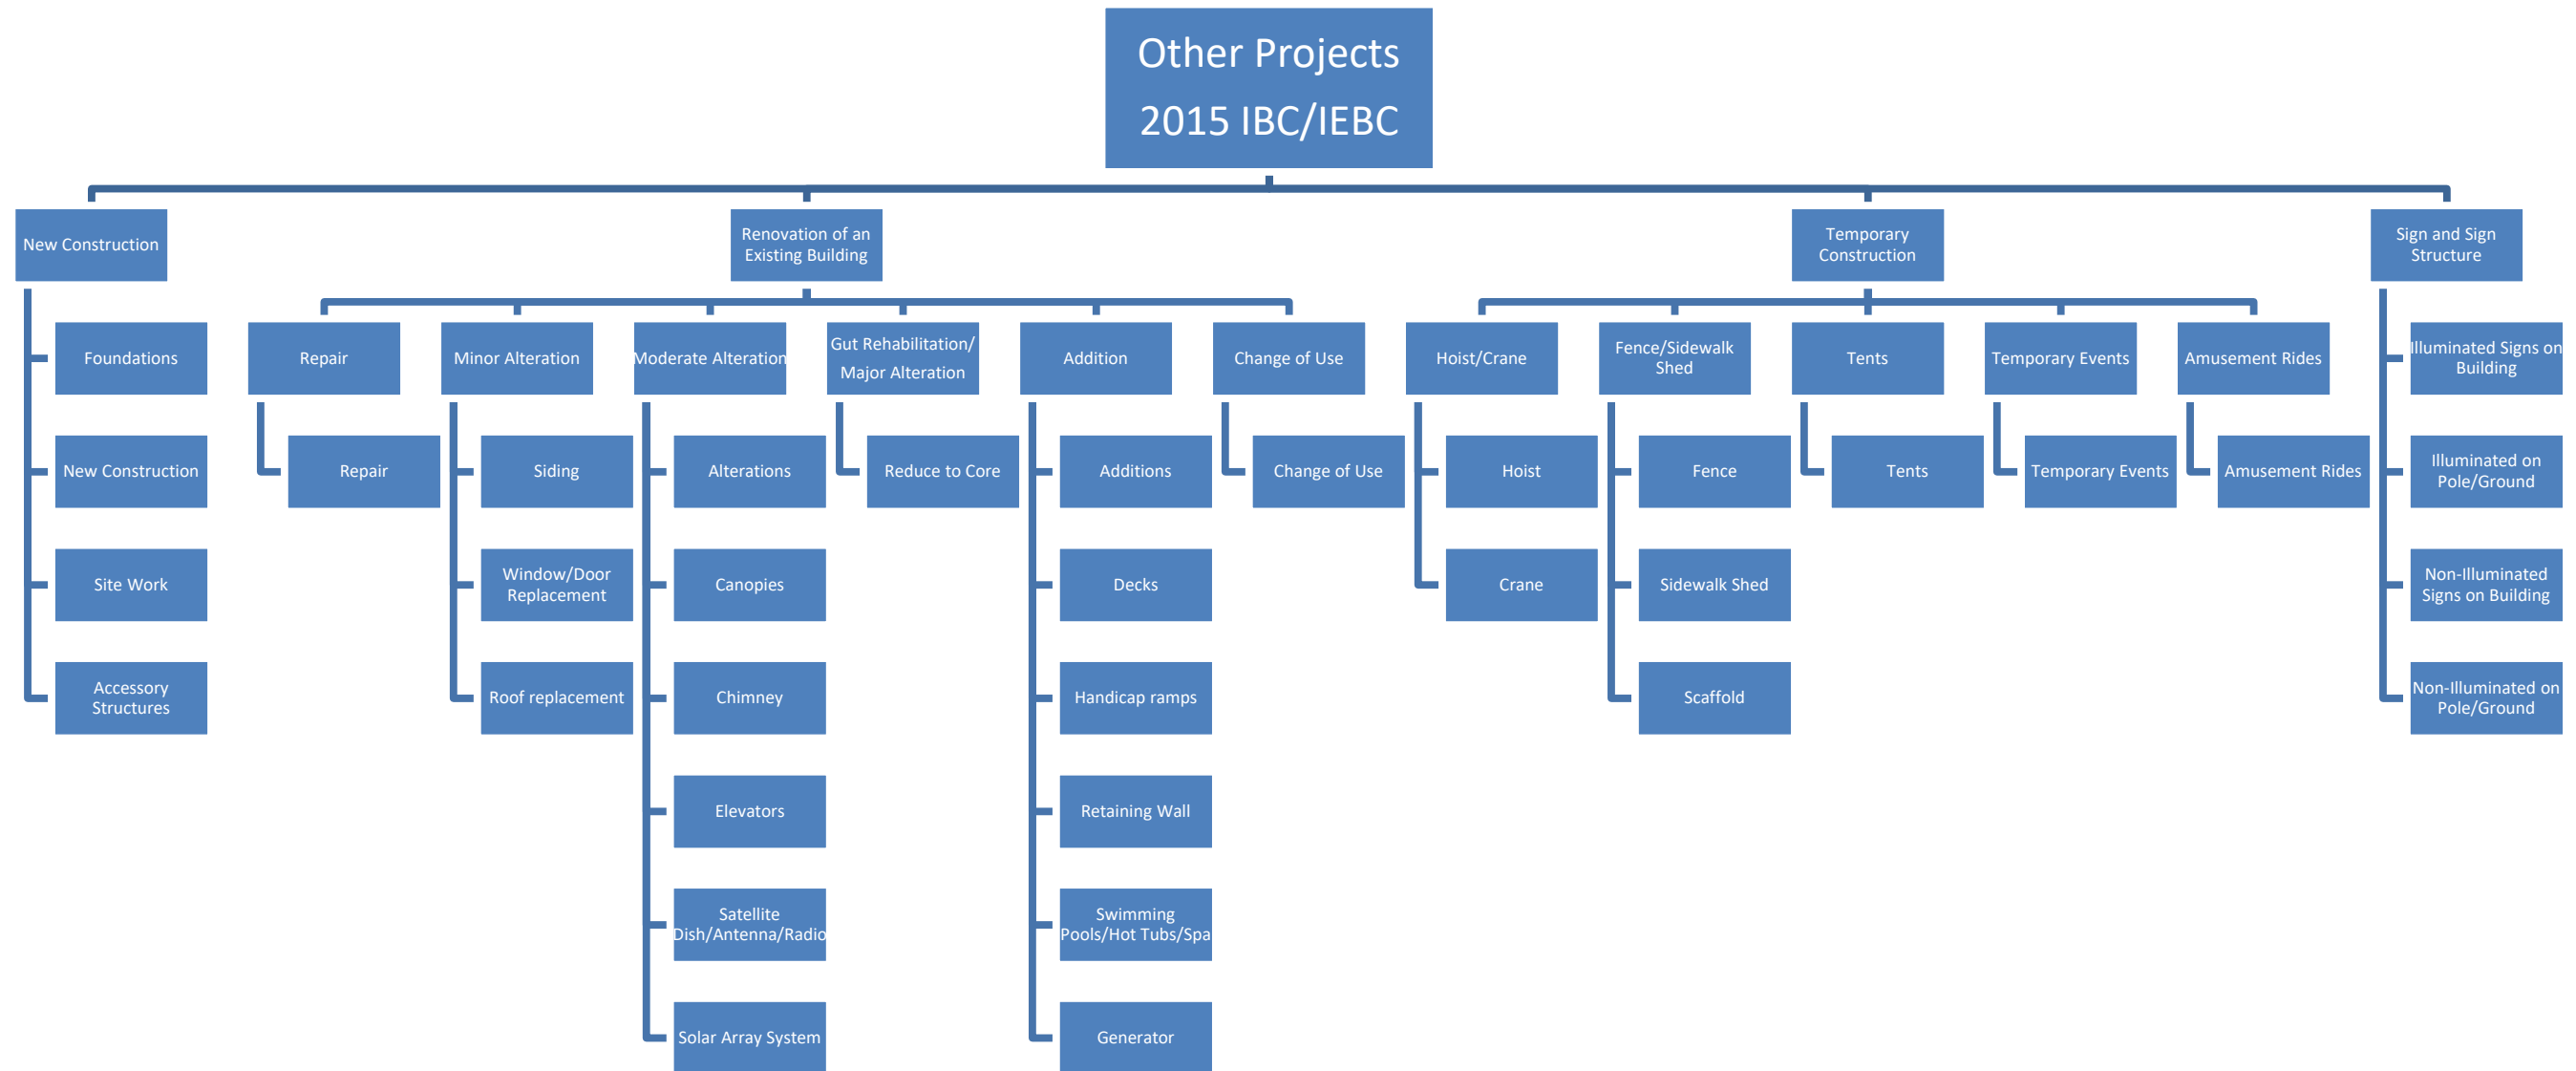 Other Projects
2015 IBC/IEBC
New Construction
Renovation of an
Existing Building
Temporary
Construction
Sign and Sign
Structure
Foundations
New Construction
Site Work
Accessory
Structures
Repair
Repair
Minor Alteration
Siding
Window/Door
Replacement
Roof replacement
Moderate Alteration
Alterations
Canopies
Chimney
Elevators
Satellite
Dish/Antenna/Radio
Solar Array System
Gut Rehabilitation/
Major Alteration
Reduce to Core
Addition
Additions
Decks
Handicap ramps
Retaining Wall
Swimming
Pools/Hot Tubs/Spa
Generator
Change of Use
Change of Use
Hoist/Crane
Hoist
Crane
Fence/Sidewalk
Shed
Fence
Sidewalk Shed
Scaffold
Tents
Tents
Temporary Events
Temporary Events
Amusement Rides
Amusement Rides
Illuminated Signs on
Building
Illuminated on
Pole/Ground
Non-Illuminated
Signs on Building
Non-Illuminated on
Pole/Ground